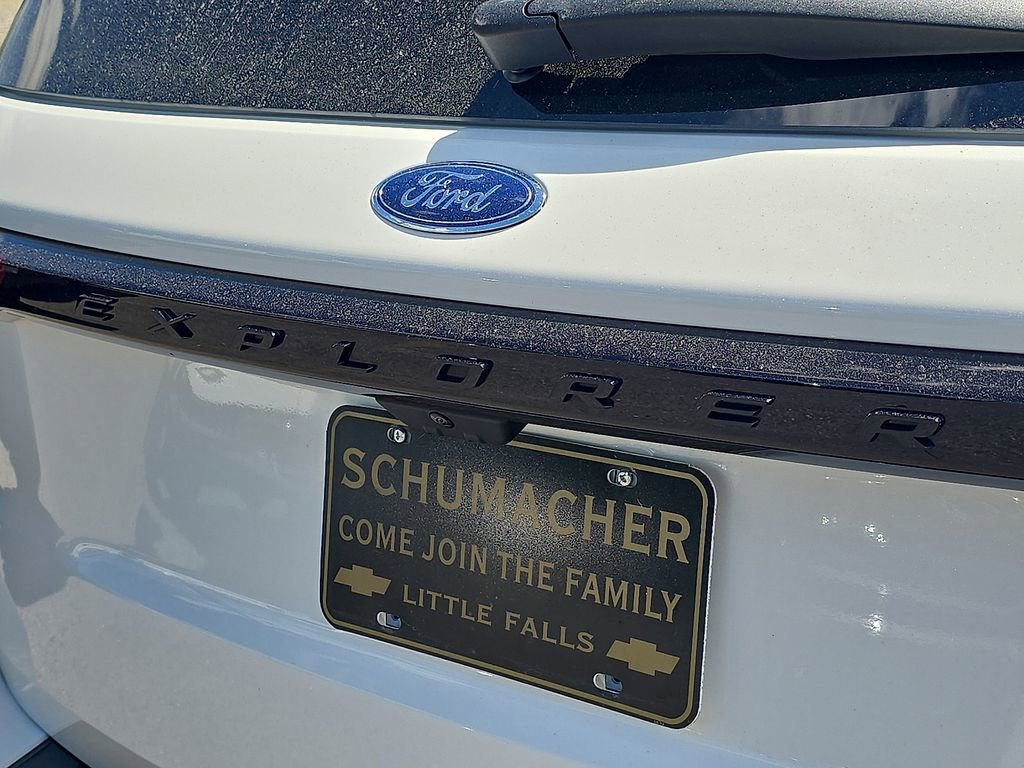 Ford
EXPLORER
SCHUMACHER
COME JOIN THE FAMILY
LITTLE FALLS